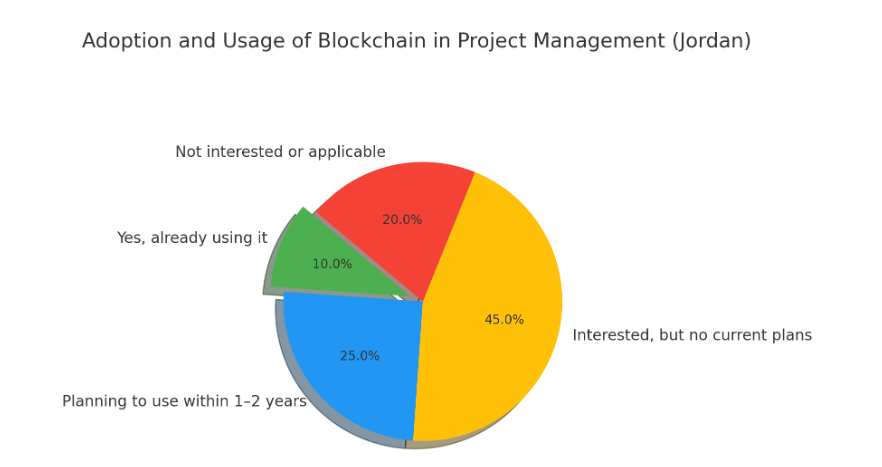 Adoption and Usage of Blockchain in Project Management (Jordan)
Not interested or applicable
20.0%
Yes, already using it
10.0%
45.0%
Interested, but no current plans
25.0%
Planning to use within 1–2 years